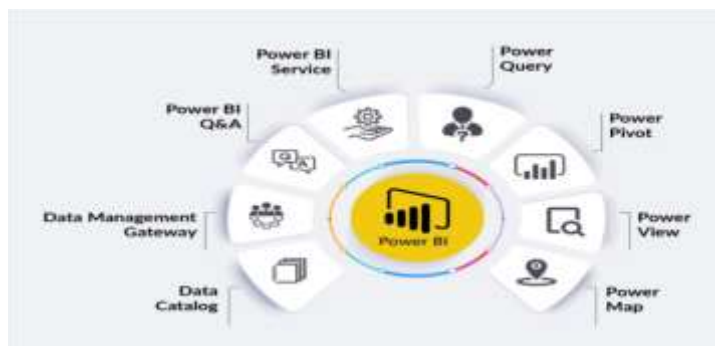 Power BI
Service
Power
Query
Power BI
Q&A
Power
Pivot
Q A
Data Management
Gateway
Power BI
Power
View
Data
Catalog
Power
Map